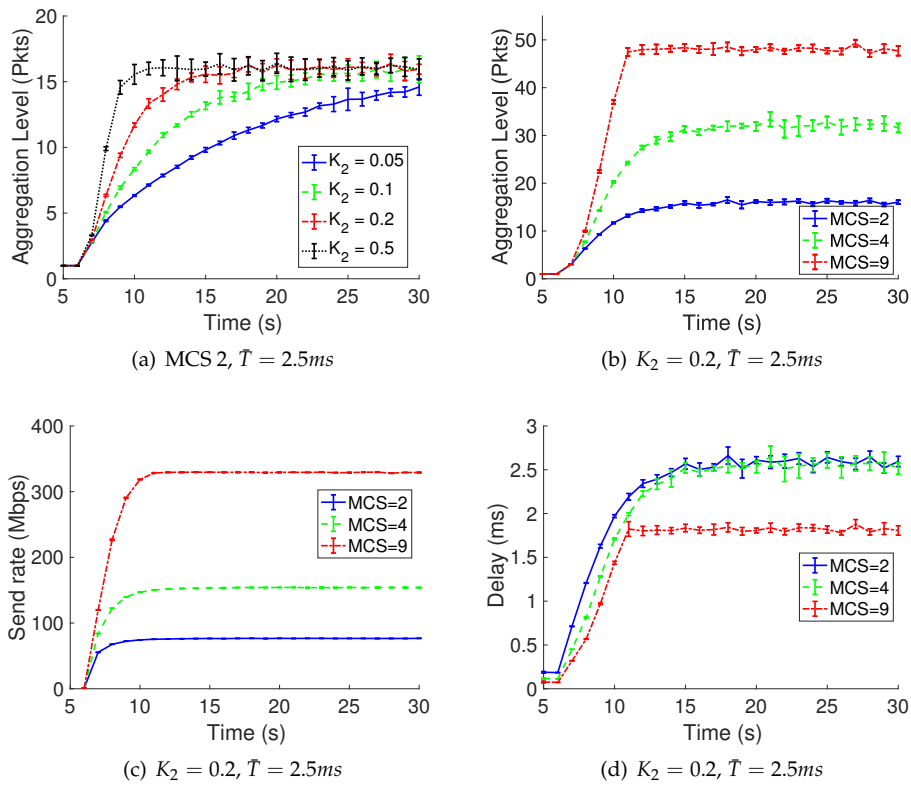 20
15
10
5
0
Aggregation Level (Pkts)
K2 = 0.05
K2 = 0.1
K2 = 0.2
K2 = 0.5
5 10 15 20 25 30
Time (s)
(a) MCS 2, T̄ = 2.5ms
50
40
30
20
10
0
Aggregation Level (Pkts)
MCS=2
MCS=4
MCS=9
5 10 15 20 25 30
Time (s)
(b) K2 = 0.2, T̄ = 2.5ms
400
300
200
100
0
Send rate (Mbps)
MCS=2
MCS=4
MCS=9
5 10 15 20 25 30
Time (s)
(c) K2 = 0.2, T̄ = 2.5ms
3
2.5
2
1.5
1
0.5
0
Delay (ms)
MCS=2
MCS=4
MCS=9
5 10 15 20 25 30
Time (s)
(d) K2 = 0.2, T̄ = 2.5ms